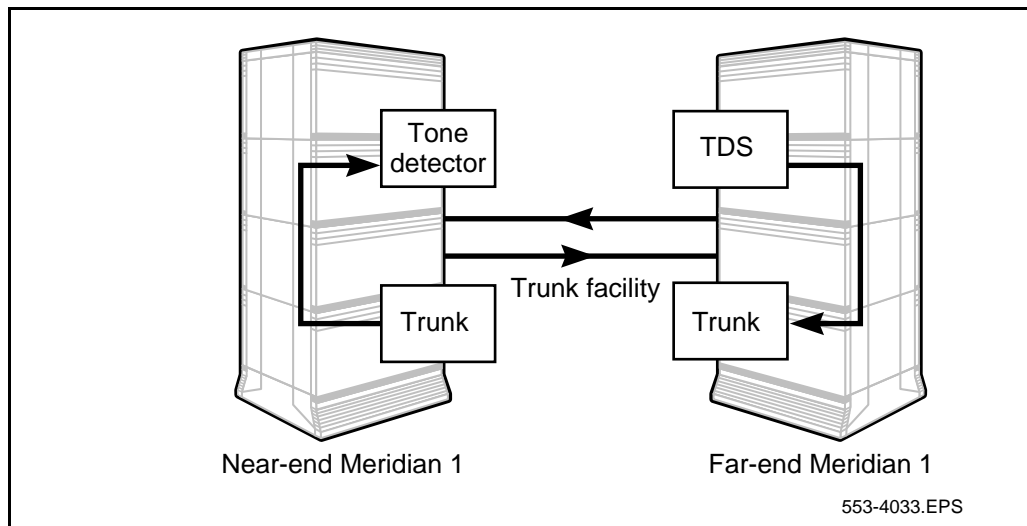 Tone
detector
TDS
Trunk facility
Trunk
Trunk
Near-end Meridian 1
Far-end Meridian 1
553-4033.EPS